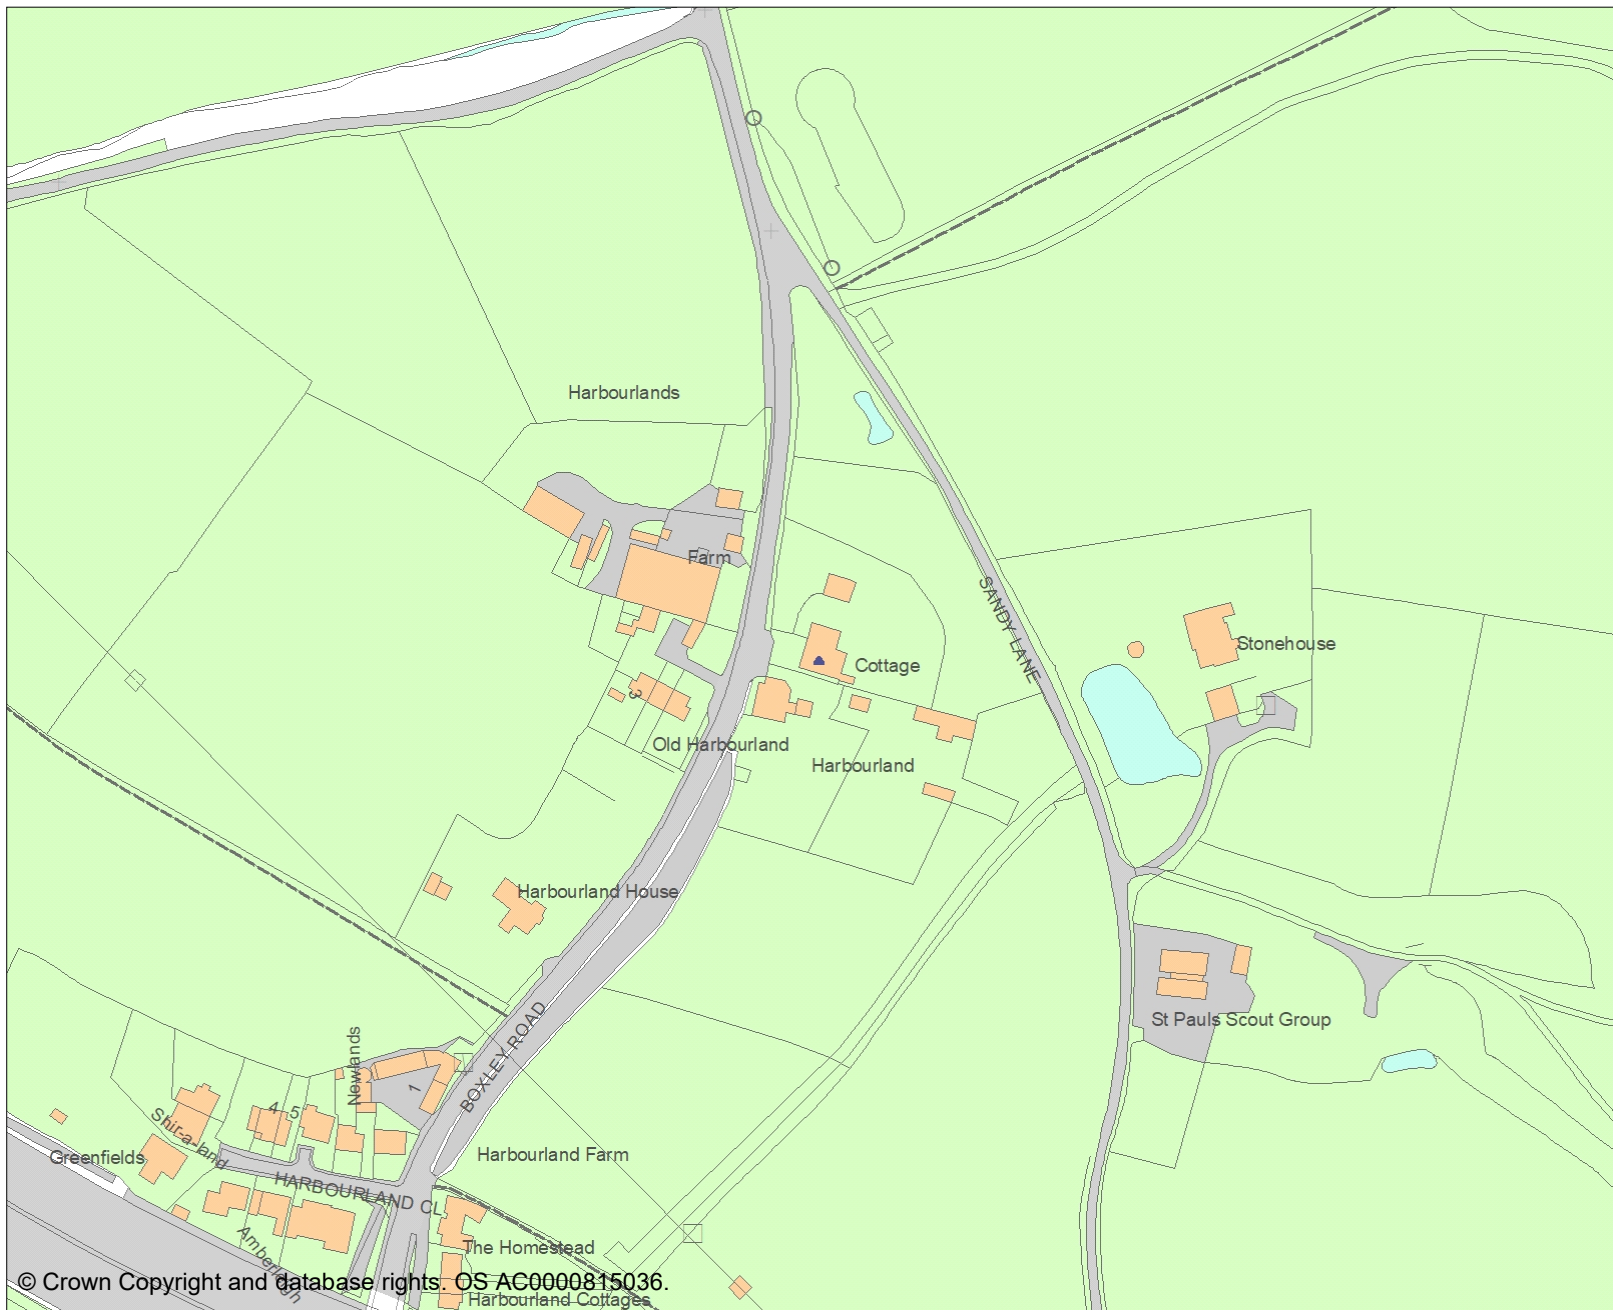 Harbourlands
Farm
SANDY LANE
Stonehouse
Cottage
3
Old Harbourland
Harbourland
Harbourland House
BOXLEY ROAD
St Pauls Scout Group
Newlands
1
4
5
Shir-a-land
Greenfields
Harbourland Farm
HARBOURLAND CL
The Homestead
Amberleigh
© Crown Copyright and database rights. OS AC0000815036.
Harbourland Cottages